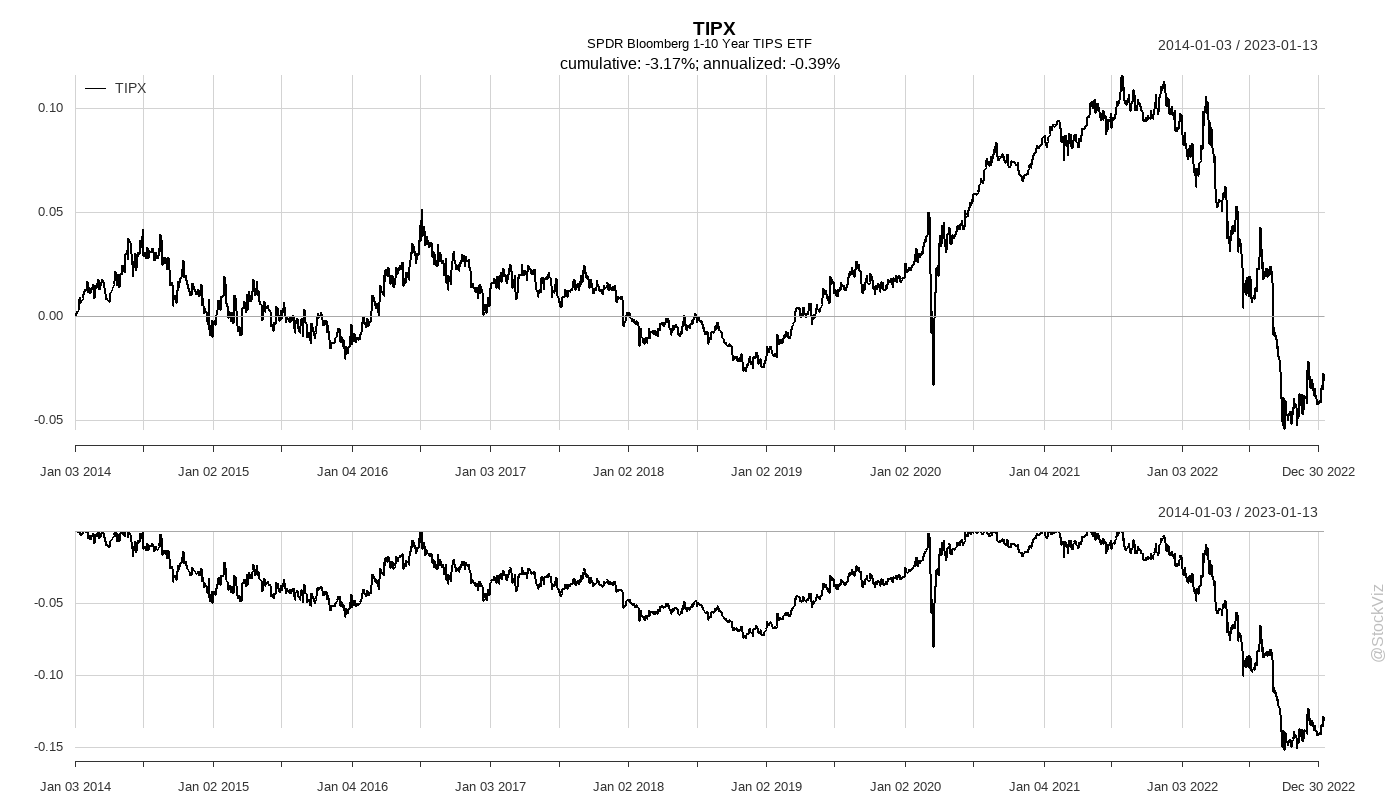 TIPX
SPDR Bloomberg 1-10 Year TIPS ETF
2014-01-03 / 2023-01-13
cumulative: -3.17%; annualized: -0.39%
TIPX
0.10
0.05
0.00
-0.05
Jan 03 2014 Jan 02 2015 Jan 04 2016 Jan 03 2017 Jan 02 2018 Jan 02 2019 Jan 02 2020 Jan 04 2021 Jan 03 2022 Dec 30 2022
2014-01-03 / 2023-01-13
-0.05
-0.10
-0.15
Jan 03 2014 Jan 02 2015 Jan 04 2016 Jan 03 2017 Jan 02 2018 Jan 02 2019 Jan 02 2020 Jan 04 2021 Jan 03 2022 Dec 30 2022
@StockViz